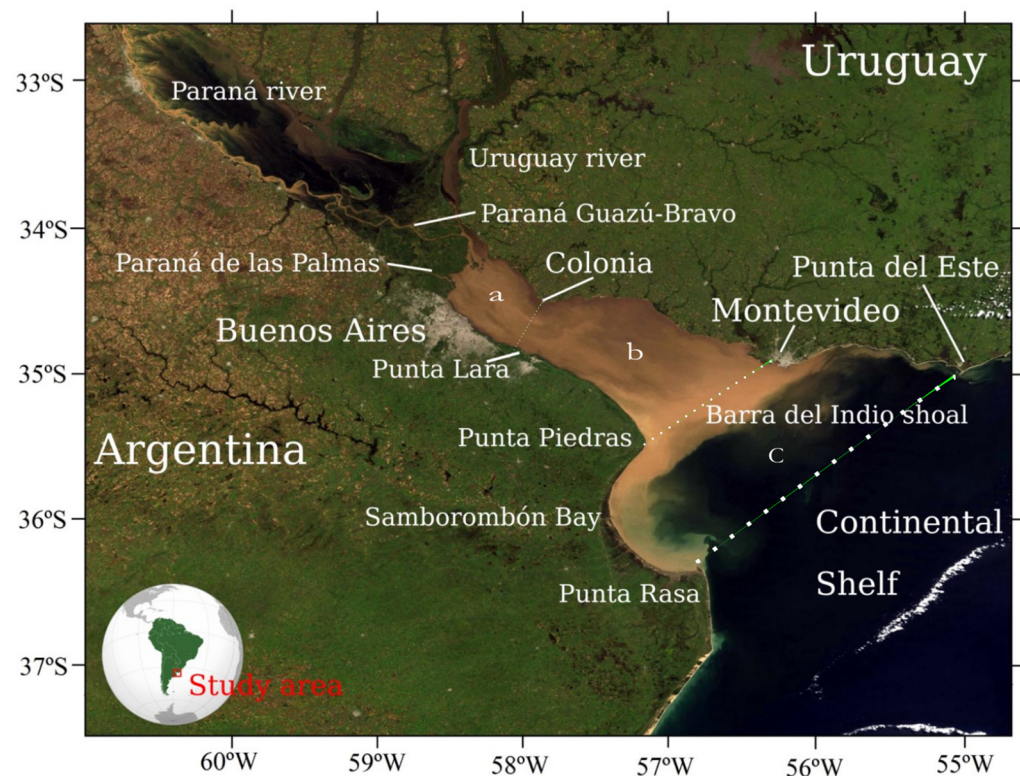 Uruguay
33ºS
Paraná river
Uruguay river
Paraná Guazú-Bravo
34ºS
Paraná de las Palmas
Colonia
Punta del Este
a
Montevideo
Buenos Aires
b
Punta Lara
35ºS
Barra del Indio shoal
Punta Piedras
Argentina
C
Samborombón Bay
36ºS
Continental
Shelf
Punta Rasa
37ºS
Study area
60ºW
59ºW
58ºW
57ºW
56ºW
55ºW